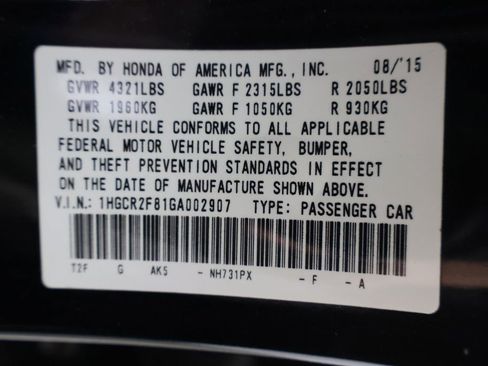 MFD. BY HONDA OF AMERICA MFG., INC. 08/'15
GVWR 4321LBS GAWR F 2315LBS R 2050LBS
GVWR 1960KG GAWR F 1050KG R 930KG
THIS VEHICLE CONFORMS TO ALL APPLICABLE
FEDERAL MOTOR VEHICLE SAFETY, BUMPER,
AND THEFT PREVENTION STANDARDS IN EFFECT
ON THE DATE OF MANUFACTURE SHOWN ABOVE.
V.I.N.: 1HGCR2F81GA002907 TYPE: PASSENGER CAR
T2F G AK5 - NH731PX - F - A